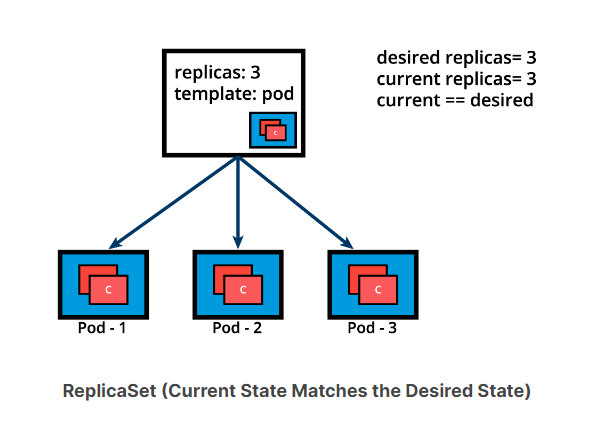 replicas: 3
template: pod
C
desired replicas= 3
current replicas= 3
current == desired
C
C
C
Pod - 1
Pod - 2
Pod - 3
ReplicaSet (Current State Matches the Desired State)